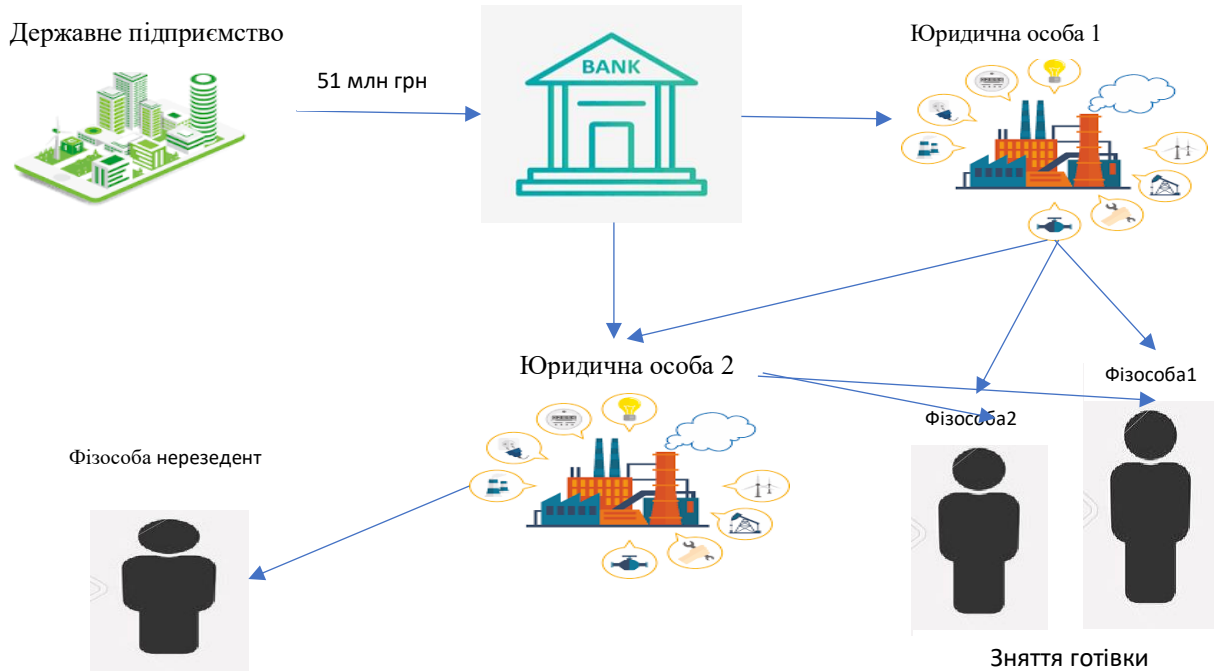 Державне підприємство
51 млн грн
BANK
Юридична особа 1
Юридична особа 2
Фізособа1
Фізособа2
Фізособа нерезедент
Зняття готівки